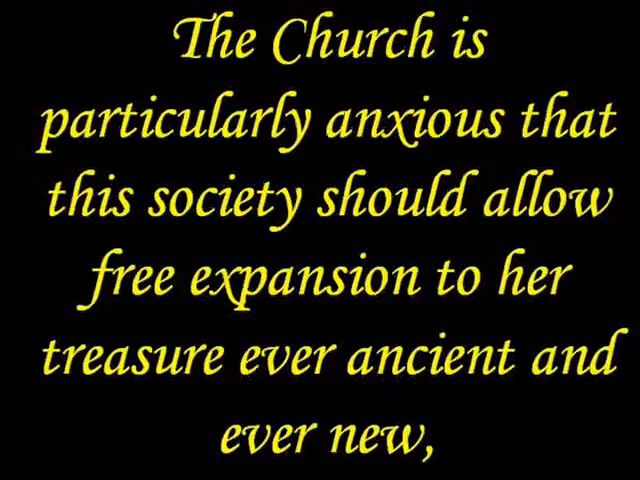 The Church is
particularly anxious that
this society should allow
free expansion to her
treasure ever ancient and
ever new,